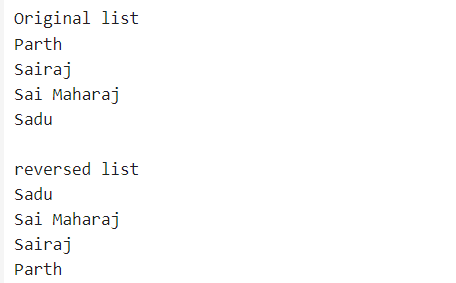 Original list
Parth
Sairaj
Sai Maharaj
Sadu
reversed list
Sadu
Sai Maharaj
Sairaj
Parth